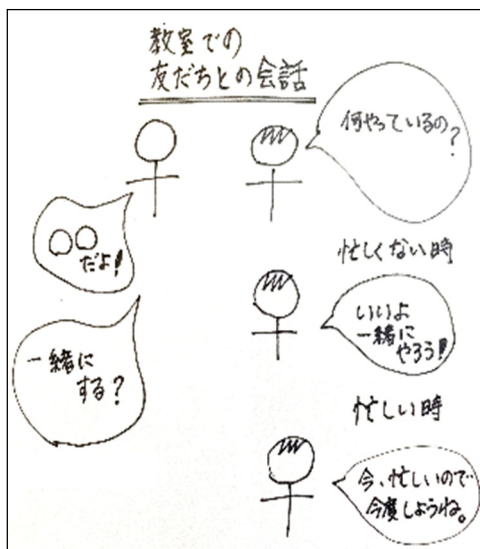 教室での
友だちとの会話
何やっているの?
〇〇
だよ!
一緒に
する?
忙しくない時
いいよ
一緒に
やろう!
忙しい時
今、忙しいので
今度しようね。